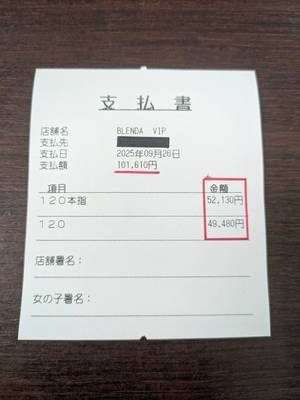 支払書
店舗名 BLENDA VIP
支払先
支払日 2025年09月26日
支払額 101,610円
項目 金額
120本指 52,130円
120 49,480円
店舗署名：
女の子署名：